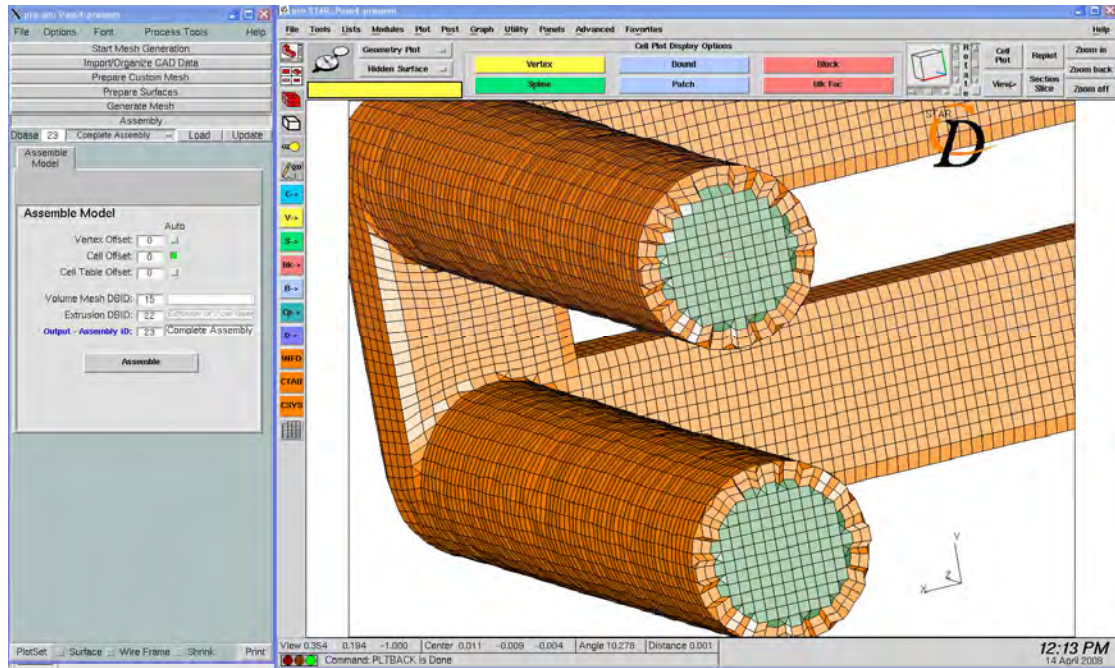 File Options Font Process Tools Help
Start Mesh Generation
Import/Organize CAD Data
Prepare Custom Mesh
Prepare Surfaces
Generate Mesh
Assembly
Dbase 23 Complete Assembly Load Update
Assemble
Model
Assemble Model
Auto
Vertex Offset: 0
Cell Offset: 0
Cell Table Offset: 0
Volume Mesh DBID: 15
Extrusion DBID: 22
Output - Assembly ID: 23 Complete Assembly
Assemble
PlotSet Surface Wire Frame Shrink Print
File Tools Lists Modules Plot Post Graph Utility Panels Advanced Favorites Help
Geometry Plot
Hidden Surface
Cell Plot Display Options
Vertex Bound Block
Spline Patch Blk Fac
Cell
Plot
Replot
Zoom in
Zoom back
View->
Section
Slice
Zoom off
C->
V->
S->
Bk->
B->
D->
INFO
CTAB
CSYS
STAR
D
Y
X
Z
View 0.354 0.194 -1.000 Center 0.011 -0.009 -0.004 Angle 10.278 Distance 0.001
Command: PLTBACK is Done
12:13 PM
14 April 2008